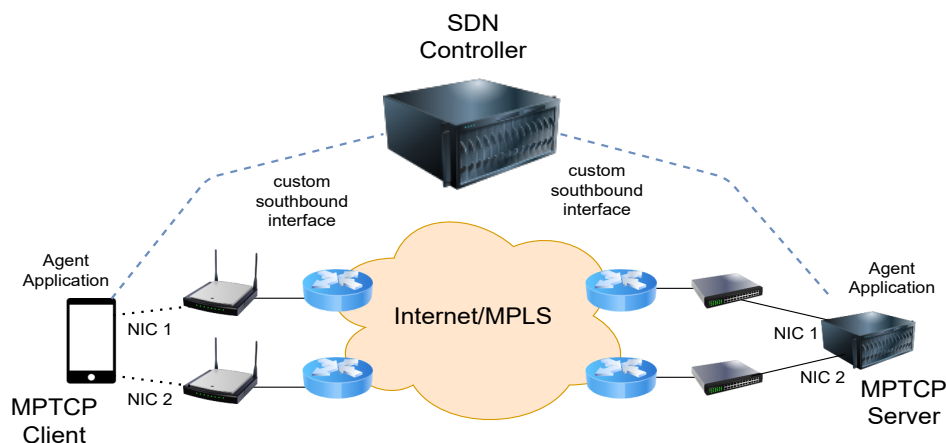 SDN
Controller
custom
southbound
interface
custom
southbound
interface
Agent
Application
Agent
Application
NIC 1
Internet/MPLS
NIC 1
NIC 2
NIC 2
MPTCP
Client
MPTCP
Server